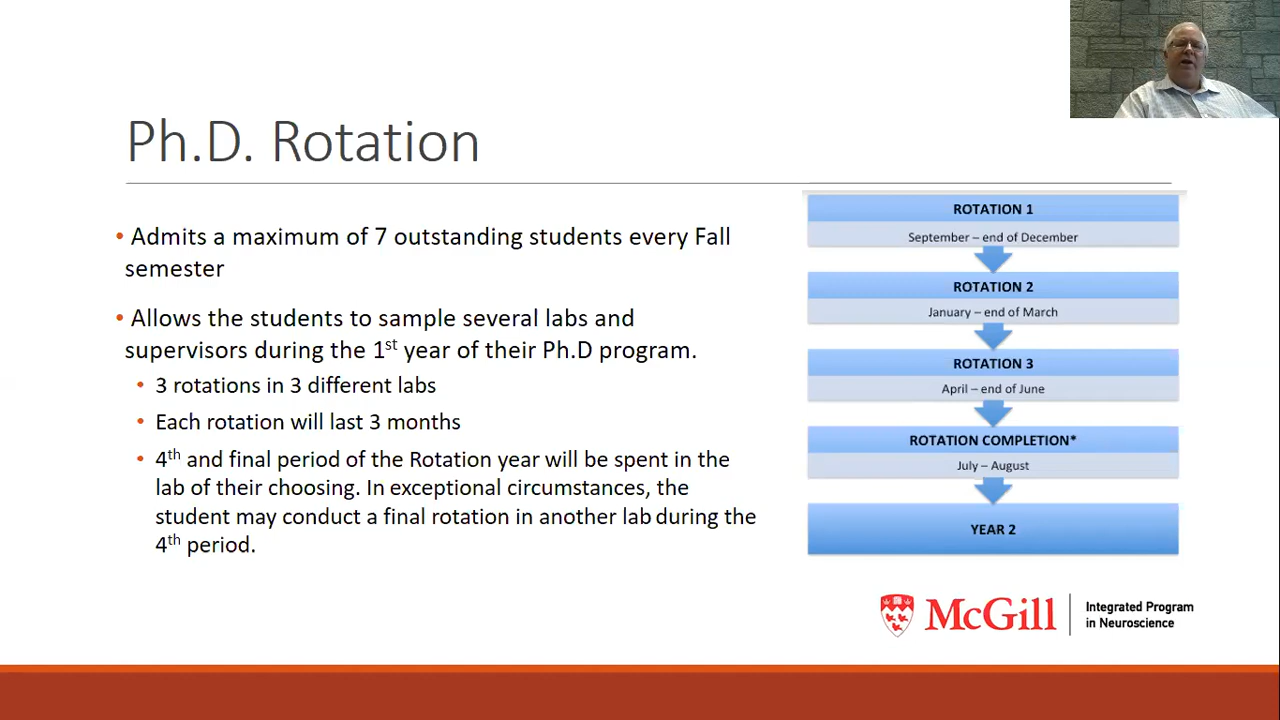 Ph.D. Rotation
• Admits a maximum of 7 outstanding students every Fall
semester
• Allows the students to sample several labs and
supervisors during the 1st year of their Ph.D program.
• 3 rotations in 3 different labs
• Each rotation will last 3 months
• 4th and final period of the Rotation year will be spent in the
lab of their choosing. In exceptional circumstances, the
student may conduct a final rotation in another lab during the
4th period.
ROTATION 1
September – end of December
ROTATION 2
January – end of March
ROTATION 3
April – end of June
ROTATION COMPLETION*
July – August
YEAR 2
McGill
Integrated Program
in Neuroscience